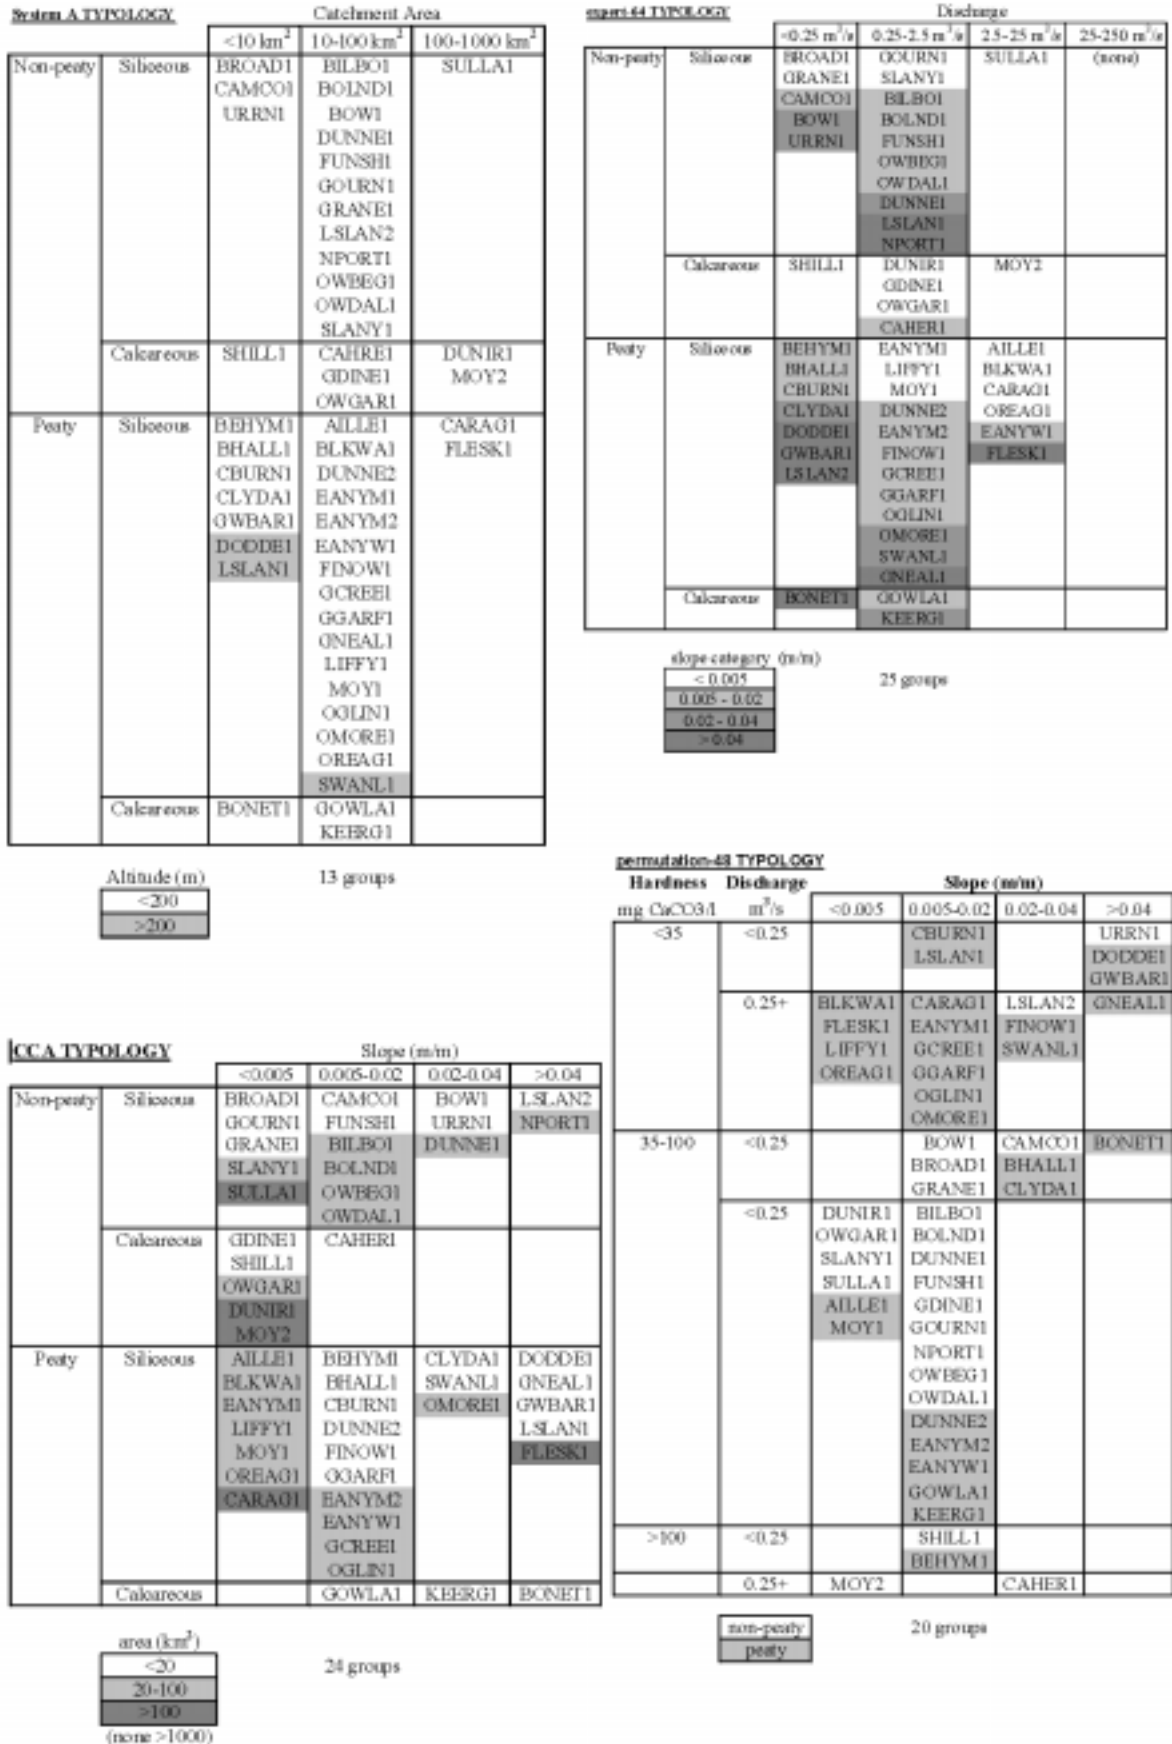 System A TYPOLOGY
Catchment Area
<10 km² 10-100 km² 100-1000 km²
Non-peaty Siliceous BROAD1 BILBO1 SULLA1
CAMCO1 BOLND1
URRN1 BOW1
DUNNE1
FUNSH1
GOURN1
GRANE1
LSLAN2
NPORT1
OWBEG1
OWDAL1
SLANY1
Calcareous SHILL1 CAHRE1 DUNIR1
GDINE1 MOY2
OWGAR1
Peaty Siliceous BEHYM1 AILLE1 CARAG1
BHALL1 BLKWA1 FLESK1
CBURN1 DUNNE2
CLYDA1 EANYM1
GWBAR1 EANYM2
DODDE1 EANYW1
LSLAN1 FINOW1
GCREE1
GGARF1
GNEAL1
LIFFY1
MOY1
OGLIN1
OMORE1
OREAG1
SWANL1
Calcareous BONET1 GOWLA1
KEERG1
Altitude (m)
<200
>200
13 groups
expert-64 TYPOLOGY
Discharge
<0.25 m³/s 0.25-2.5 m³/s 2.5-25 m³/s 25-250 m³/s
Non-peaty Siliceous BROAD1 GOURN1 SULLA1 (none)
GRANE1 SLANY1
CAMCO1 BILBO1
BOW1 BOLND1
URRN1 FUNSH1
OWBEG1
OWDAL1
DUNNE1
LSLAN1
NPORT1
Calcareous SHILL1 DUNIR1 MOY2
GDINE1
OWGAR1
CAHER1
Peaty Siliceous BEHYM1 EANYM1 AILLE1
BHALL1 LIFFY1 BLKWA1
CBURN1 MOY1 CARAG1
CLYDA1 DUNNE2 OREAG1
DODDE1 EANYM2 EANYW1
GWBAR1 FINOW1 FLESK1
LSLAN2 GCREE1
GGARF1
OGLIN1
OMORE1
SWANL1
GNEAL1
Calcareous BONET1 GOWLA1
KEERG1
slope category (m/m)
< 0.005
0.005 - 0.02
0.02 - 0.04
> 0.04
25 groups
CCA TYPOLOGY
Slope (m/m)
<0.005 0.005-0.02 0.02-0.04 >0.04
Non-peaty Siliceous BROAD1 CAMCO1 BOW1 LSLAN2
GOURN1 FUNSH1 URRN1 NPORT1
GRANE1 BILBO1 DUNNE1
SLANY1 BOLND1
SULLA1 OWBEG1
OWDAL1
Calcareous GDINE1 CAHER1
SHILL1
OWGAR1
DUNIR1
MOY2
Peaty Siliceous AILLE1 BEHYM1 CLYDA1 DODDE1
BLKWA1 BHALL1 SWANL1 GNEAL1
EANYM1 CBURN1 OMORE1 GWBAR1
LIFFY1 DUNNE2 LSLAN1
MOY1 FINOW1 FLESK1
OREAG1 GGARF1
CARAG1 EANYM2
EANYW1
GCREE1
OGLIN1
Calcareous GOWLA1 KEERG1 BONET1
area (km²)
<20
20-100
>100
(none >1000)
24 groups
permutation-48 TYPOLOGY
Hardness Discharge Slope (m/m)
mg CaCO3/l m³/s <0.005 0.005-0.02 0.02-0.04 >0.04
<35 <0.25 CBURN1 URRN1
LSLAN1 DODDE1
GWBAR1
0.25+ BLKWA1 CARAG1 LSLAN2 GNEAL1
FLESK1 EANYM1 FINOW1
LIFFY1 GCREE1 SWANL1
OREAG1 GGARF1
OGLIN1
OMORE1
35-100 <0.25 BOW1 CAMCO1 BONET1
BROAD1 BHALL1
GRANE1 CLYDA1
<0.25 DUNIR1 BILBO1
OWGAR1 BOLND1
SLANY1 DUNNE1
SULLA1 FUNSH1
AILLE1 GDINE1
MOY1 GOURN1
NPORT1
OWBEG1
OWDAL1
DUNNE2
EANYM2
EANYW1
GOWLA1
KEERG1
>100 <0.25 SHILL1
BEHYM1
0.25+ MOY2 CAHER1
non-peaty
peaty
20 groups